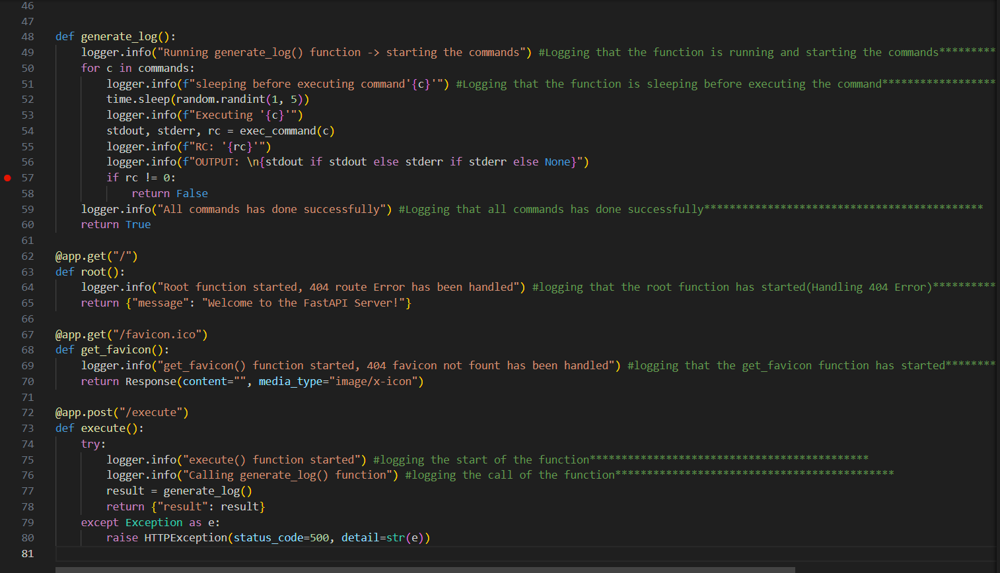 46
47
48 def generate_log():
49     logger.info("Running generate_log() function -> starting the commands") #Logging that the function is running and starting the commands*********
50     for c in commands:
51         logger.info(f"sleeping before executing command'{c}'") #Logging that the function is sleeping before executing the command******************
52         time.sleep(random.randint(1, 5))
53         logger.info(f"Executing '{c}'")
54         stdout, stderr, rc = exec_command(c)
55         logger.info(f"RC: '{rc}'")
56         logger.info(f"OUTPUT: \n{stdout if stdout else stderr if stderr else None}")
57         if rc != 0:
58             return False
59     logger.info("All commands has done successfully") #Logging that all commands has done successfully********************************************
60     return True
61
62 @app.get("/")
63 def root():
64     logger.info("Root function started, 404 route Error has been handled") #logging that the root function has started(Handling 404 Error)**********
65     return {"message": "Welcome to the FastAPI Server!"}
66
67 @app.get("/favicon.ico")
68 def get_favicon():
69     logger.info("get_favicon() function started, 404 favicon not fount has been handled") #logging that the get_favicon function has started********
70     return Response(content="", media_type="image/x-icon")
71
72 @app.post("/execute")
73 def execute():
74     try:
75         logger.info("execute() function started") #logging the start of the function********************************************
76         logger.info("Calling generate_log() function") #logging the call of the function********************************************
77         result = generate_log()
78         return {"result": result}
79     except Exception as e:
80         raise HTTPException(status_code=500, detail=str(e))
81